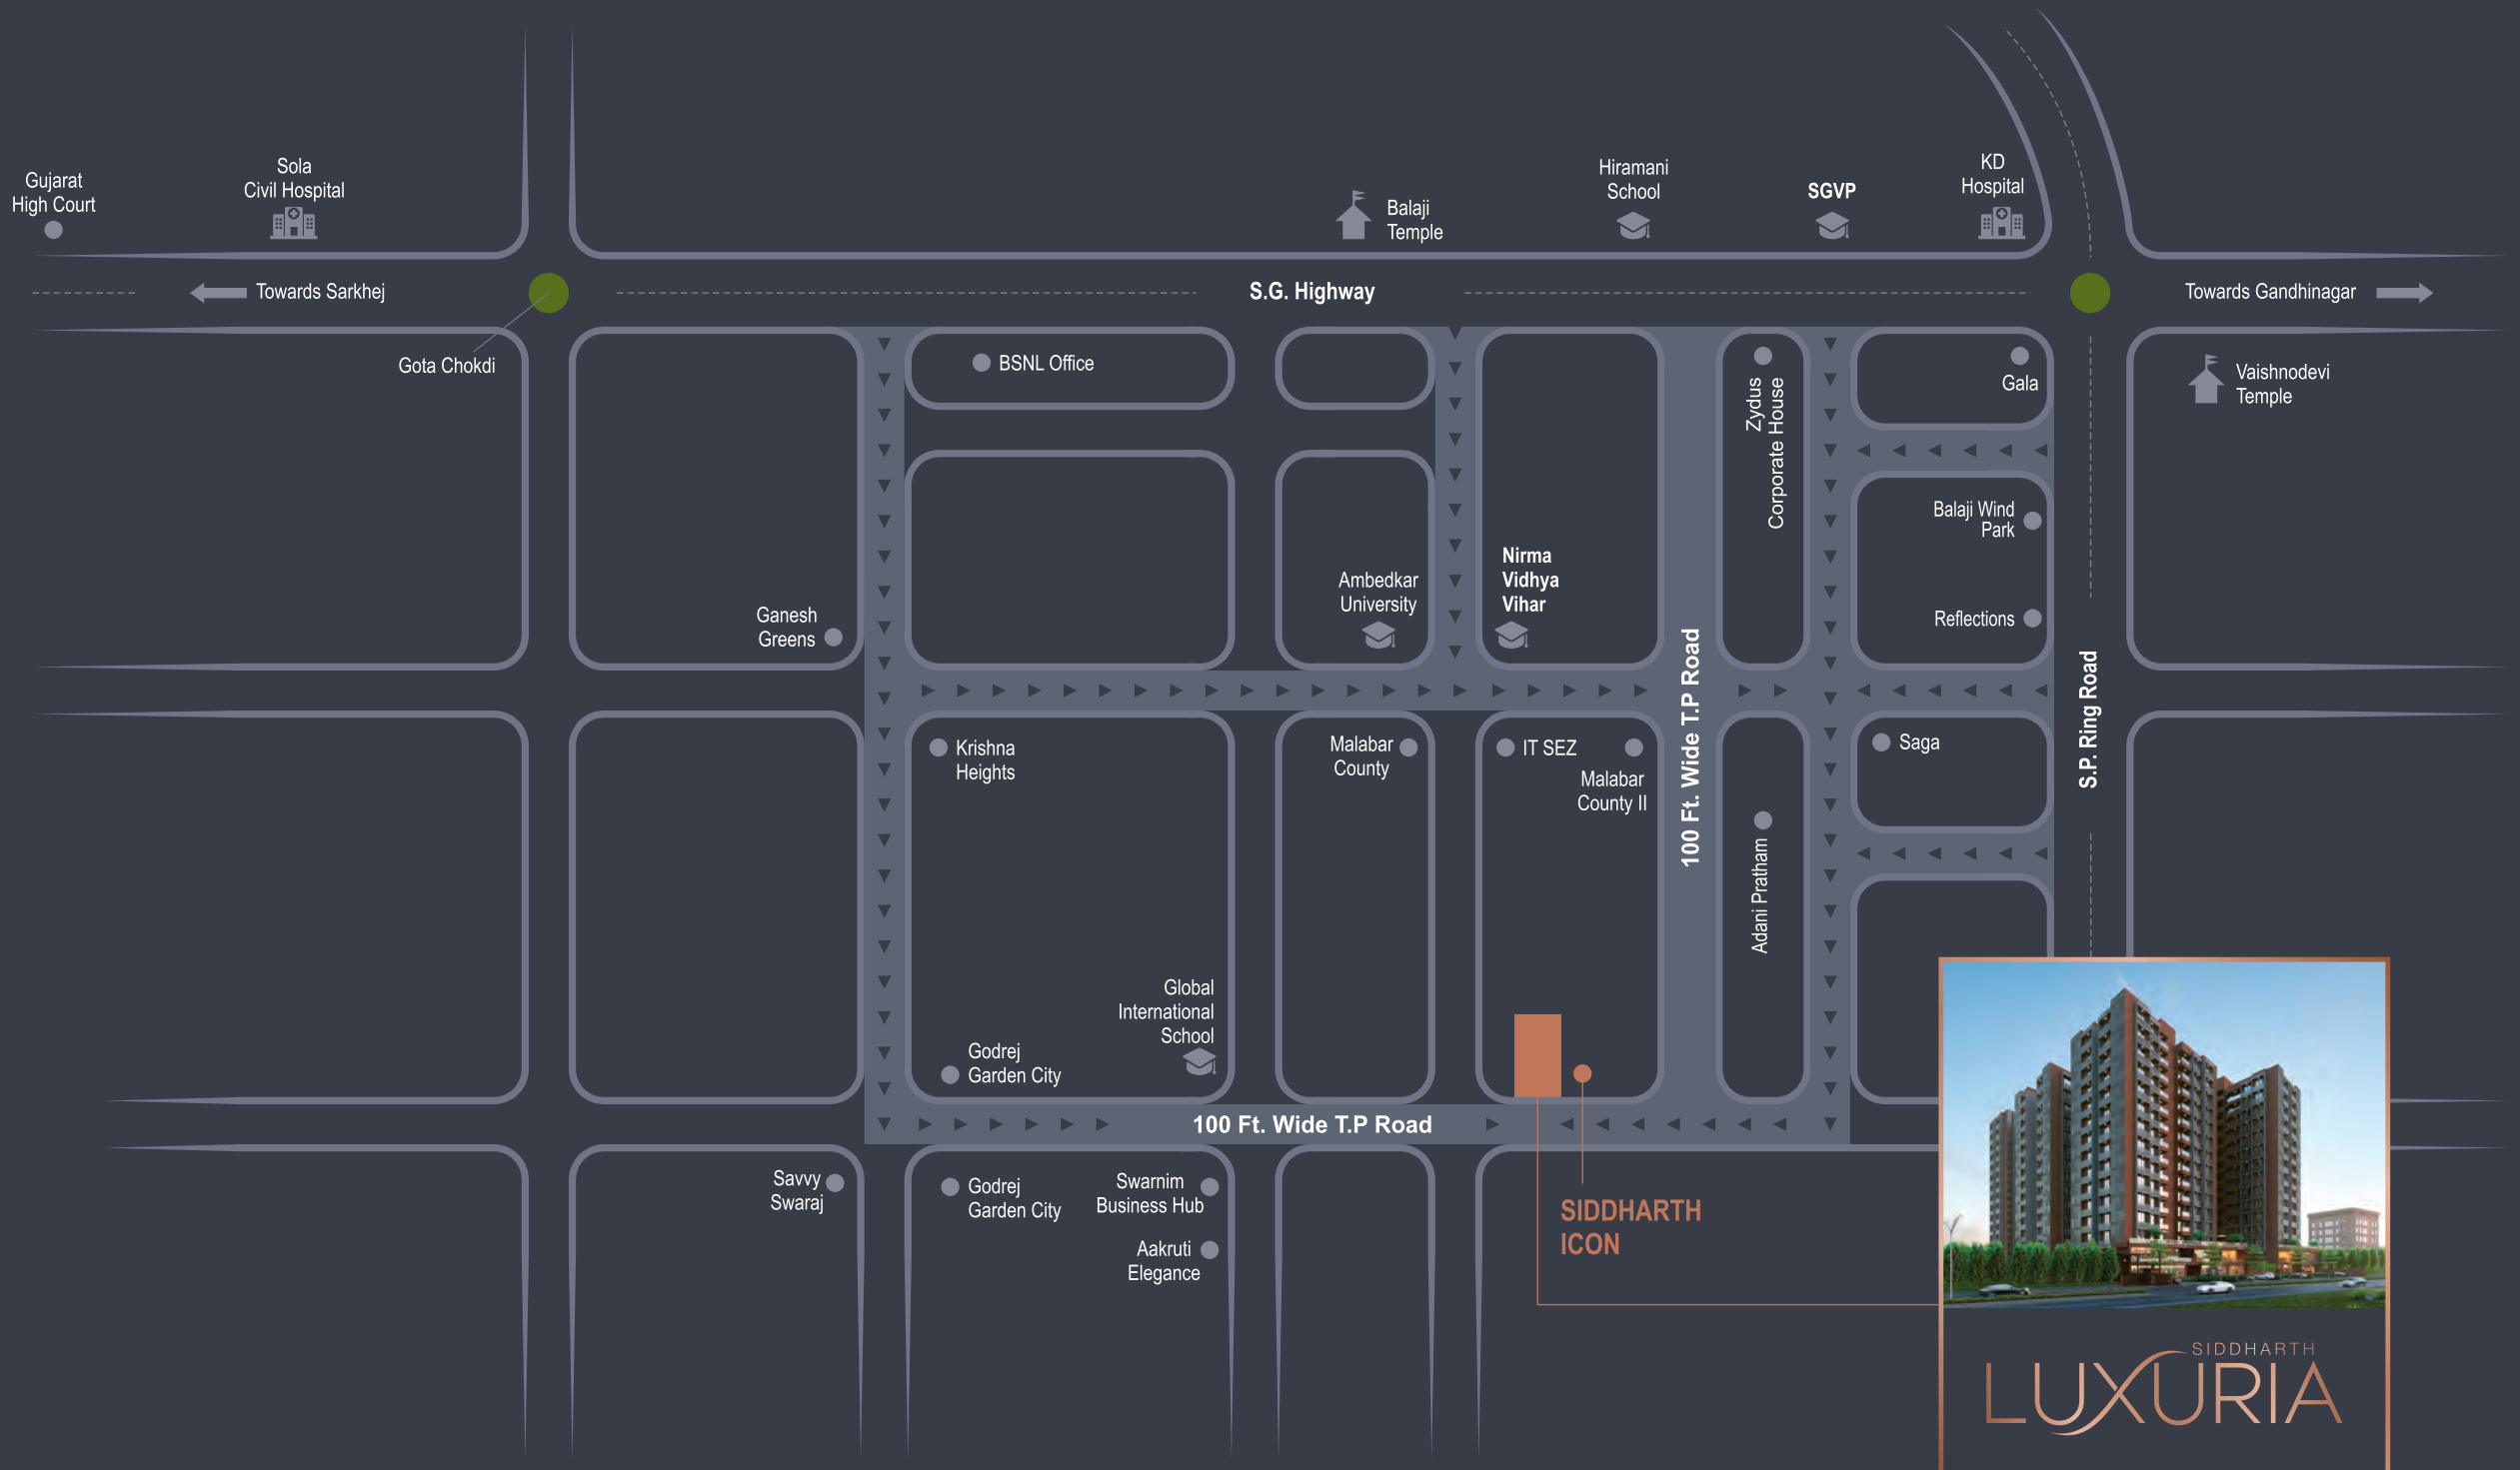 Gujarat
High Court
Sola
Civil Hospital
Balaji
Temple
Hiramani
School
SGVP
KD
Hospital
Towards Sarkhej
S.G. Highway
Towards Gandhinagar
Gota Chokdi
BSNL Office
Zydus
Corporate House
Gala
Vaishnodevi
Temple
Balaji Wind
Park
Reflections
Ganesh
Greens
Ambedkar
University
Nirma
Vidhya
Vihar
100 Ft. Wide T.P Road
S.P. Ring Road
Krishna
Heights
Malabar
County
IT SEZ
Malabar
County II
Saga
Adani Pratham
Global
International
School
Godrej
Garden City
100 Ft. Wide T.P Road
Savvy
Swaraj
Godrej
Garden City
Swarnim
Business Hub
Aakruti
Elegance
SIDDHARTH
ICON
SIDDHARTH
LUXURIA